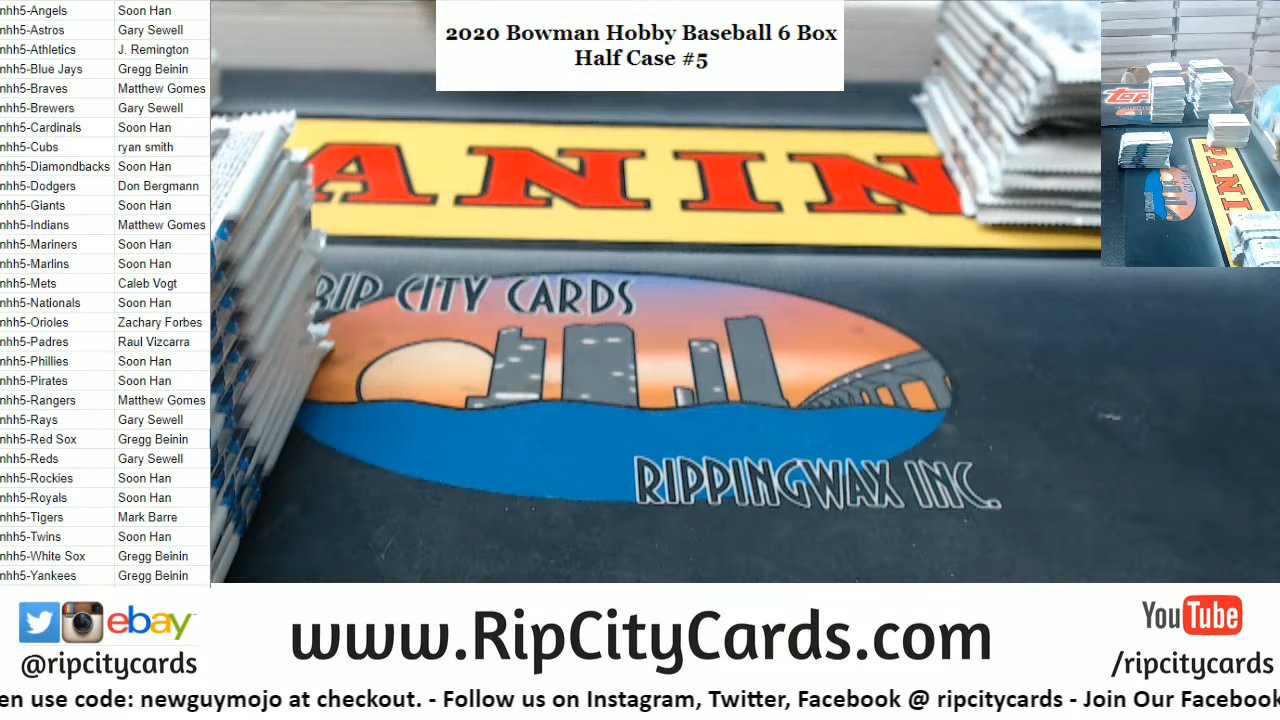 nhh5-Angels Soon Han
nhh5-Astros Gary Sewell
nhh5-Athletics J. Remington
nhh5-Blue Jays Gregg Beinin
nhh5-Braves Matthew Gomes
nhh5-Brewers Gary Sewell
nhh5-Cardinals Soon Han
nhh5-Cubs ryan smith
nhh5-Diamondbacks Soon Han
nhh5-Dodgers Don Bergmann
nhh5-Giants Soon Han
nhh5-Indians Matthew Gomes
nhh5-Mariners Soon Han
nhh5-Marlins Soon Han
nhh5-Mets Caleb Vogt
nhh5-Nationals Soon Han
nhh5-Orioles Zachary Forbes
nhh5-Padres Raul Vizcarra
nhh5-Phillies Soon Han
nhh5-Pirates Soon Han
nhh5-Rangers Matthew Gomes
nhh5-Rays Gary Sewell
nhh5-Red Sox Gregg Beinin
nhh5-Reds Gary Sewell
nhh5-Rockies Soon Han
nhh5-Royals Soon Han
nhh5-Tigers Mark Barre
nhh5-Twins Soon Han
nhh5-White Sox Gregg Beinin
nhh5-Yankees Gregg Beinin
2020 Bowman Hobby Baseball 6 Box
Half Case #5
ANIN
RIP CITY CARDS
RIPPINGWAX INC.
Top
PANI
ebay
@ripcitycards
www.RipCityCards.com
YouTube
/ripcitycards
en use code: newguymojo at checkout. - Follow us on Instagram, Twitter, Facebook @ ripcitycards - Join Our Facebook